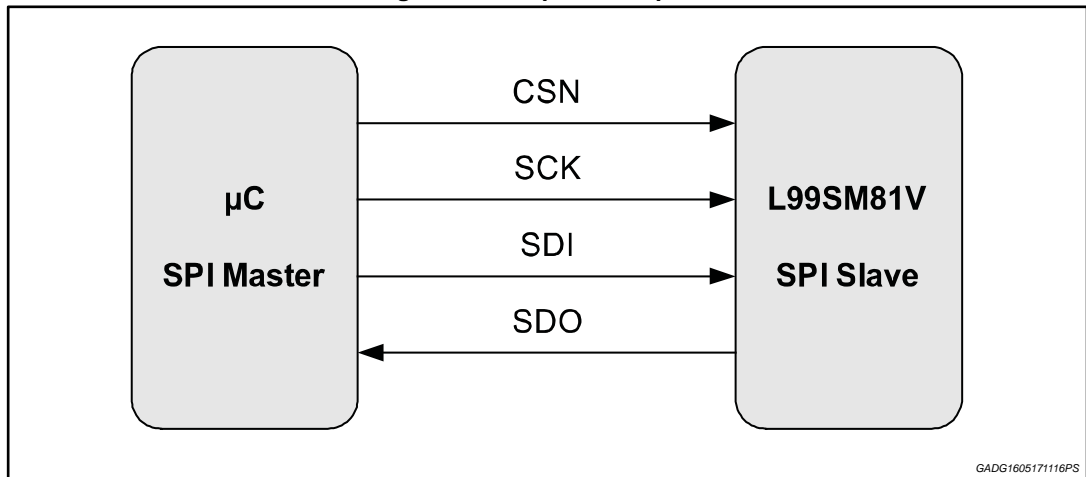 CSN
SCK
µC
L99SM81V
SDI
SPI Master
SPI Slave
SDO
GADG1605171116PS